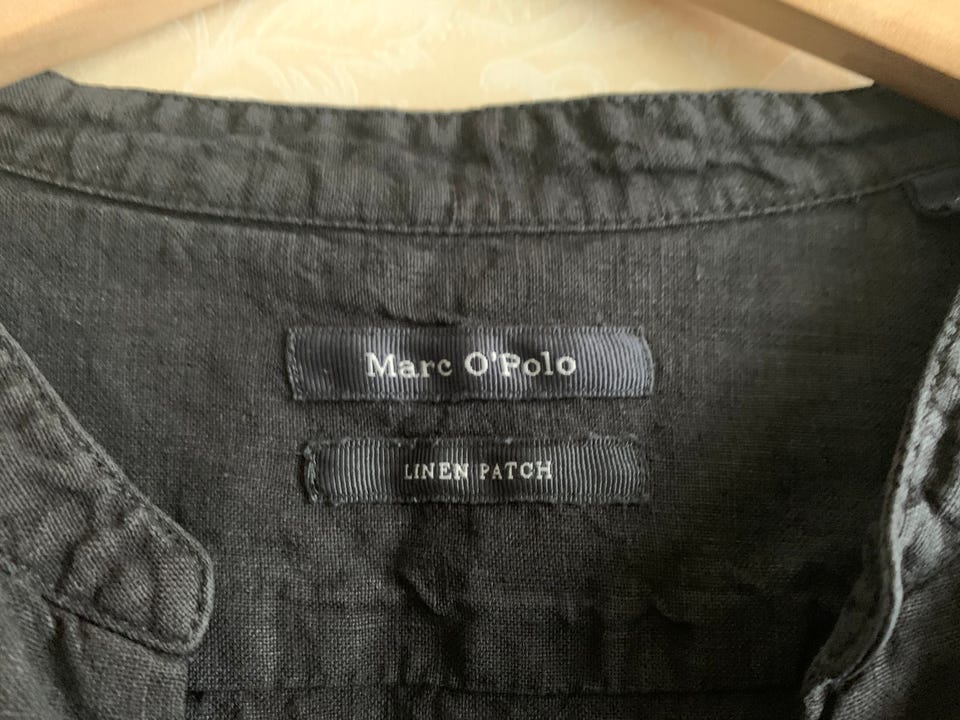 Marc O'Polo
LINEN PATCH